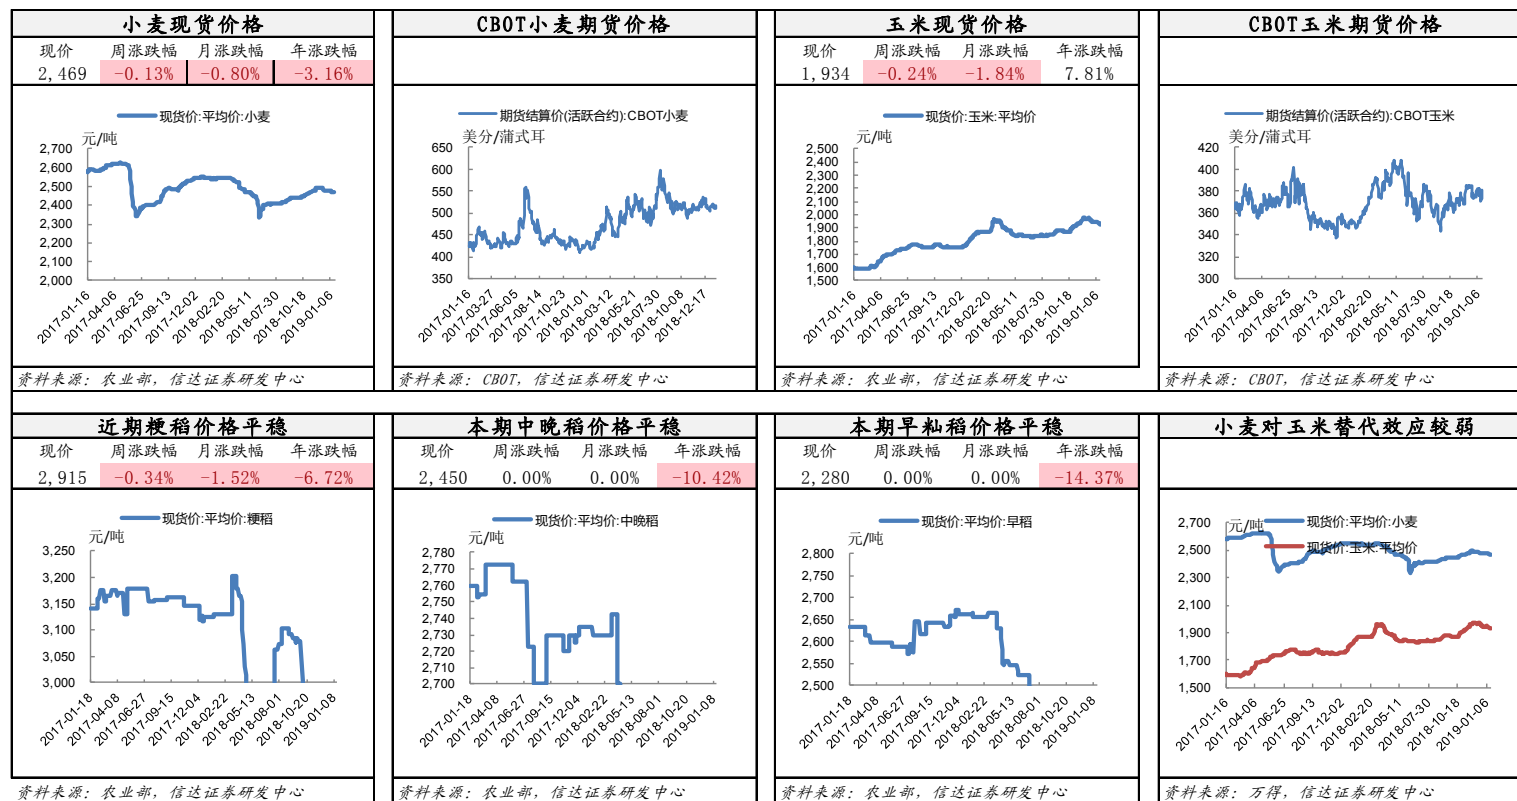 小麦现货价格
现价 周涨跌幅 月涨跌幅 年涨跌幅
2,469 -0.13% -0.80% -3.16%
现货价:平均价:小麦
元/吨
2,700
2,600
2,500
2,400
2,300
2,200
2,100
2,000
2017-01-16 2017-04-06 2017-06-25 2017-09-13 2017-12-02 2018-02-20 2018-05-11 2018-07-30 2018-10-18 2019-01-06
资料来源: 农业部, 信达证券研发中心
CBOT小麦期货价格
期货结算价(活跃合约):CBOT小麦
美分/蒲式耳
650
600
550
500
450
400
350
2017-01-16 2017-03-27 2017-06-05 2017-08-14 2017-10-23 2018-01-01 2018-03-12 2018-05-21 2018-07-30 2018-10-08 2018-12-17
资料来源: CBOT, 信达证券研发中心
玉米现货价格
现价 周涨跌幅 月涨跌幅 年涨跌幅
1,934 -0.24% -1.84% 7.81%
现货价:玉米:平均价
元/吨
2,500
2,400
2,300
2,200
2,100
2,000
1,900
1,800
1,700
1,600
1,500
2017-01-16 2017-04-06 2017-06-25 2017-09-13 2017-12-02 2018-02-20 2018-05-11 2018-07-30 2018-10-18 2019-01-06
资料来源: 农业部, 信达证券研发中心
CBOT玉米期货价格
期货结算价(活跃合约):CBOT玉米
美分/蒲式耳
420
400
380
360
340
320
300
2017-01-16 2017-04-06 2017-06-25 2017-09-13 2017-12-02 2018-02-20 2018-05-11 2018-07-30 2018-10-18 2019-01-06
资料来源: CBOT, 信达证券研发中心
近期粳稻价格平稳
现价 周涨跌幅 月涨跌幅 年涨跌幅
2,915 -0.34% -1.52% -6.72%
现货价:平均价:粳稻
元/吨
3,250
3,200
3,150
3,100
3,050
3,000
2017-01-18 2017-04-08 2017-06-27 2017-09-15 2017-12-04 2018-02-22 2018-05-13 2018-08-01 2018-10-20 2019-01-08
资料来源: 农业部, 信达证券研发中心
本期中晚稻价格平稳
现价 周涨跌幅 月涨跌幅 年涨跌幅
2,450 0.00% 0.00% -10.42%
现货价:平均价:中晚稻
元/吨
2,780
2,770
2,760
2,750
2,740
2,730
2,720
2,710
2,700
2017-01-18 2017-04-08 2017-06-27 2017-09-15 2017-12-04 2018-02-22 2018-05-13 2018-08-01 2018-10-20 2019-01-08
资料来源: 农业部, 信达证券研发中心
本期早籼稻价格平稳
现价 周涨跌幅 月涨跌幅 年涨跌幅
2,280 0.00% 0.00% -14.37%
现货价:平均价:早稻
元/吨
2,800
2,750
2,700
2,650
2,600
2,550
2,500
2017-01-18 2017-04-08 2017-06-27 2017-09-15 2017-12-04 2018-02-22 2018-05-13 2018-08-01 2018-10-20 2019-01-08
资料来源: 农业部, 信达证券研发中心
小麦对玉米替代效应较弱
现货价:平均价:小麦
现货价:玉米:平均价
元/吨
2,700
2,500
2,300
2,100
1,900
1,700
1,500
2017-01-16 2017-04-06 2017-06-25 2017-09-13 2017-12-02 2018-02-20 2018-05-11 2018-07-30 2018-10-18 2019-01-06
资料来源: 万得, 信达证券研发中心